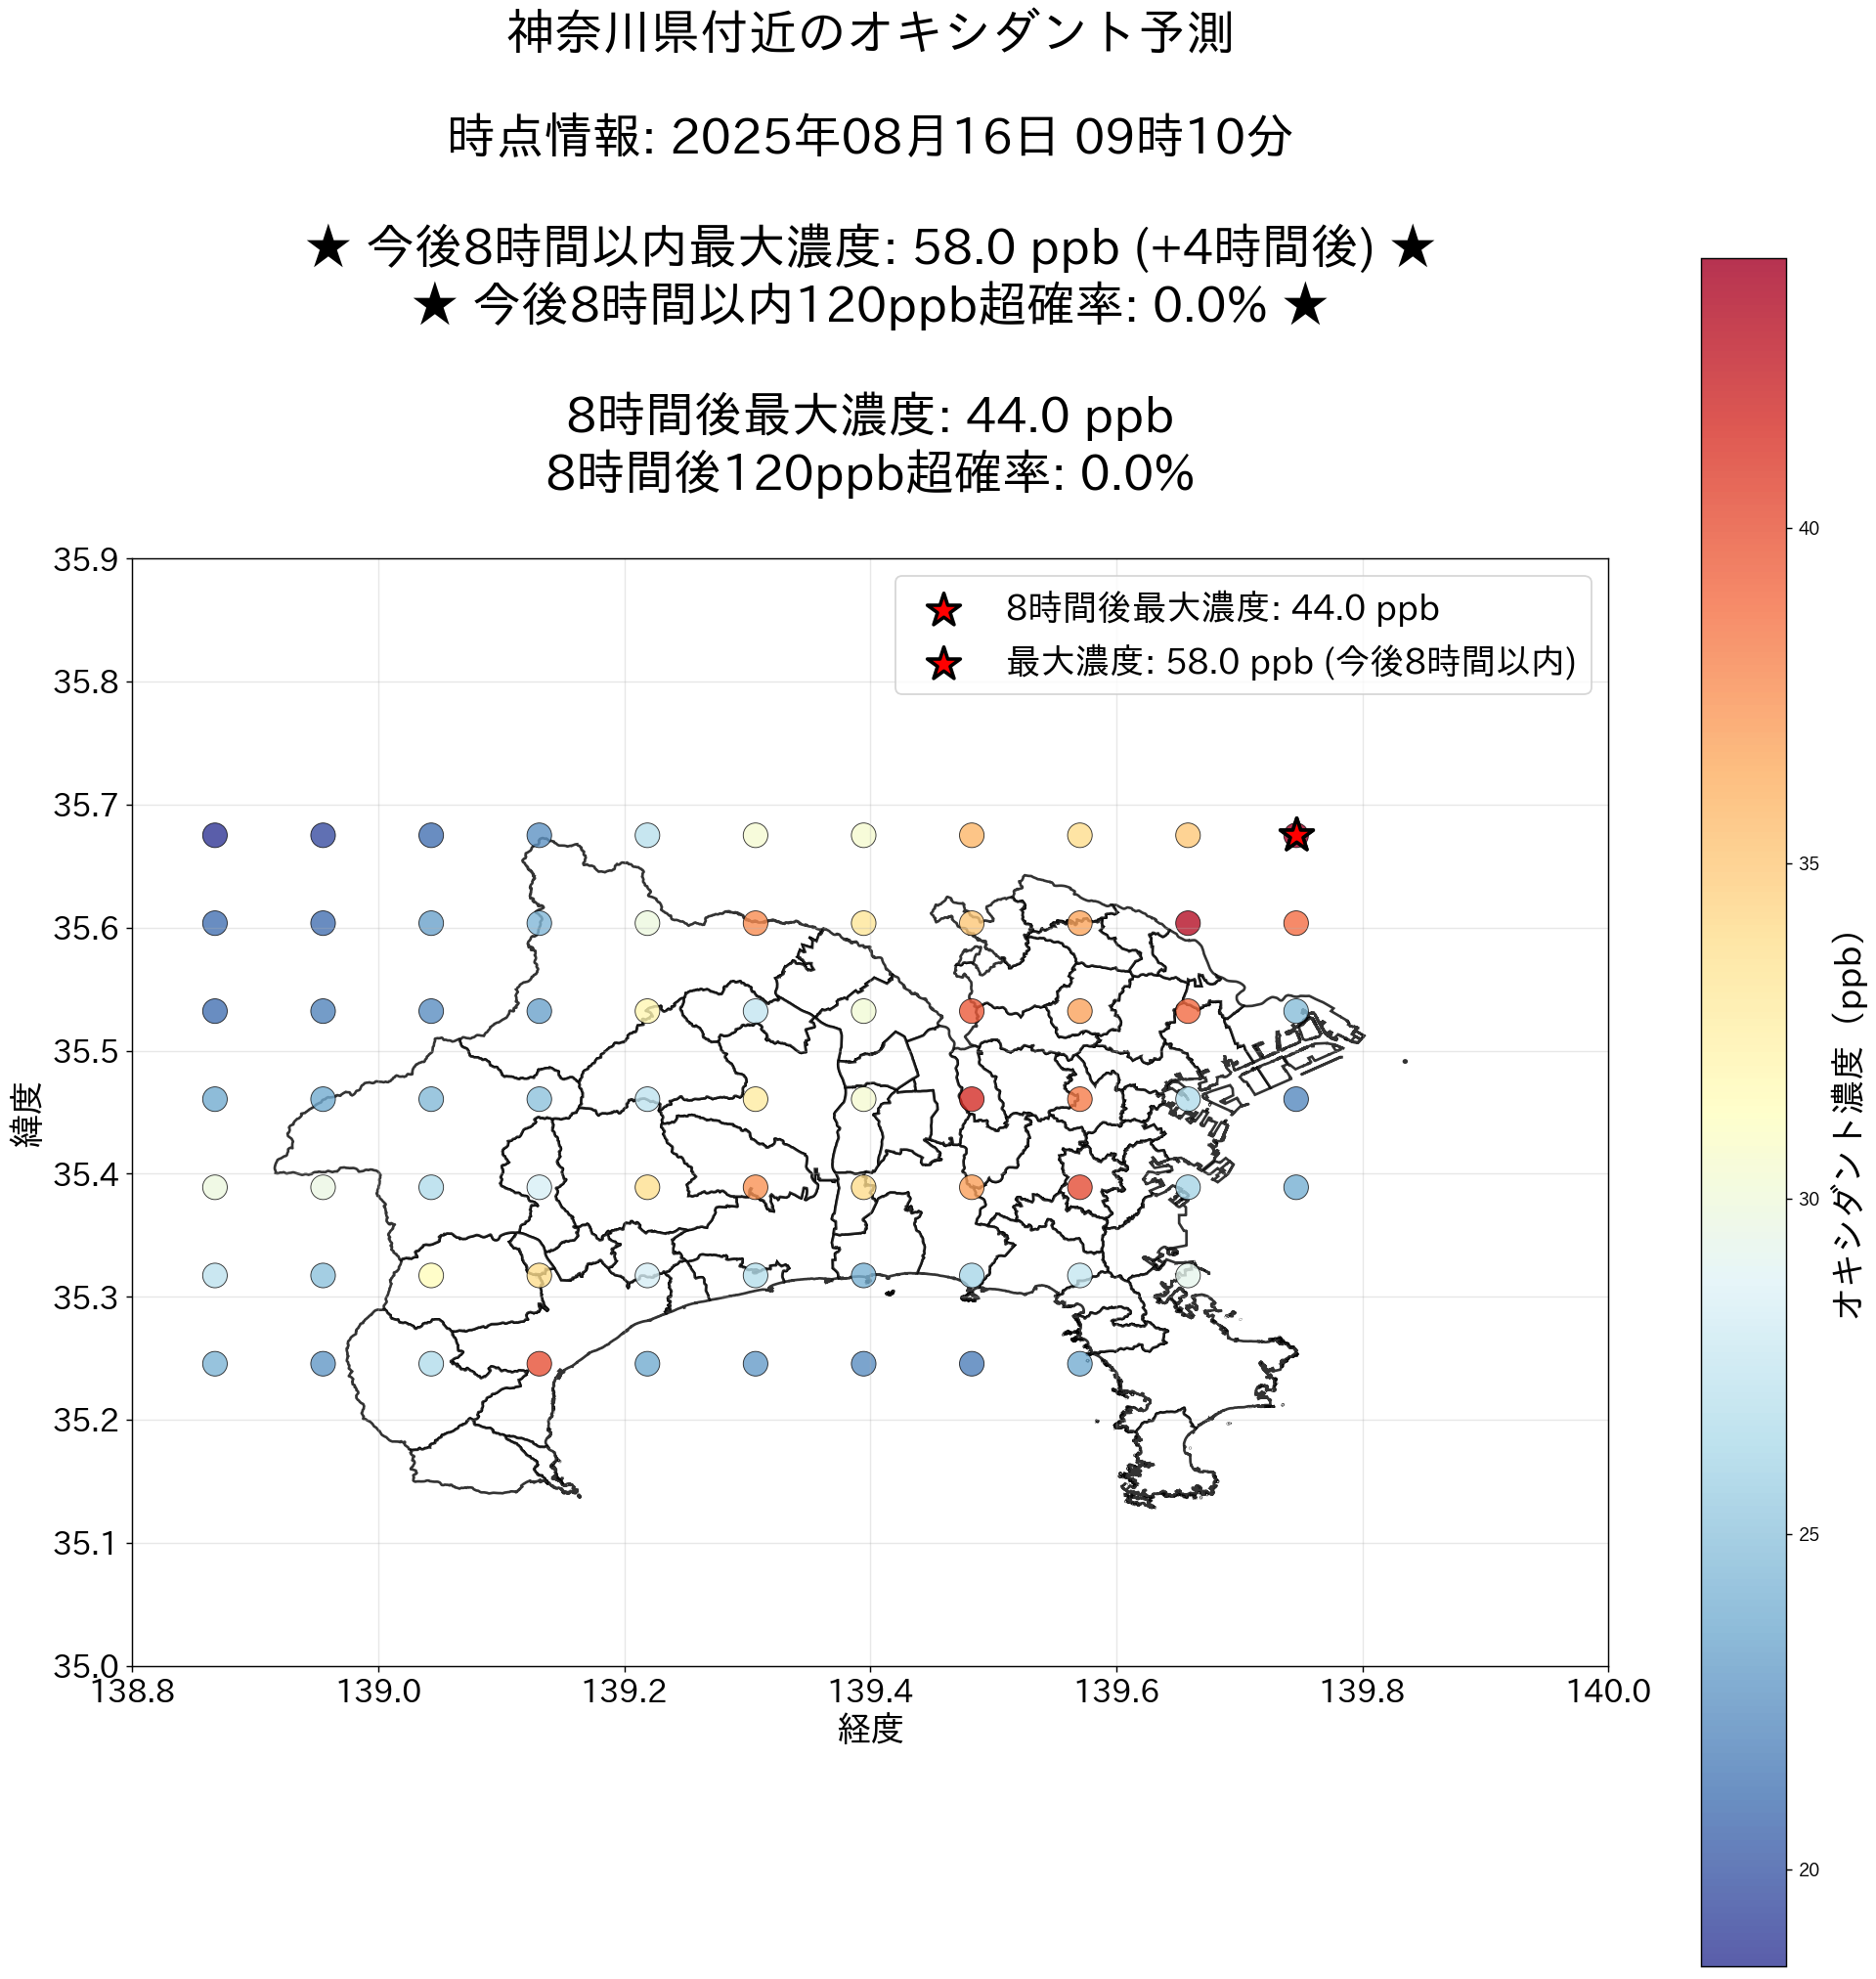 神奈川県付近のオキシダント予測
時点情報: 2025年08月16日 09時10分
★ 今後8時間以内最大濃度: 58.0 ppb (+4時間後) ★
★ 今後8時間以内120ppb超確率: 0.0% ★
8時間後最大濃度: 44.0 ppb
8時間後120ppb超確率: 0.0%
8時間後最大濃度: 44.0 ppb
最大濃度: 58.0 ppb (今後8時間以内)
35.9
35.8
35.7
35.6
35.5
35.4
35.3
35.2
35.1
35.0
緯度
138.8 139.0 139.2 139.4 139.6 139.8 140.0
経度
40
35
30
25
20
オキシダント濃度（ppb）